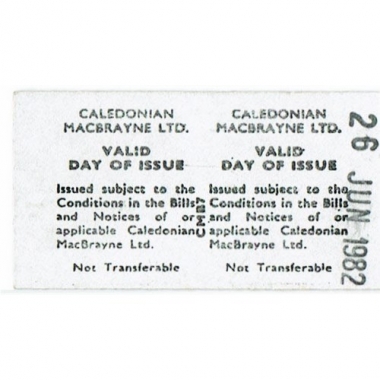 CALEDONIAN MACBRAYNE LTD.
VALID
DAY OF ISSUE
Issued subject to the
Conditions in the Bills
and Notices of or
applicable Caledonian
MacBrayne Ltd.
Not Transferable
CMB7
CALEDONIAN MACBRAYNE LTD.
VALID
DAY OF ISSUE
Issued subject to the
Conditions in the Bills
and Notices of or
applicable Caledonian
MacBrayne Ltd.
Not Transferable
26 JUN 1982